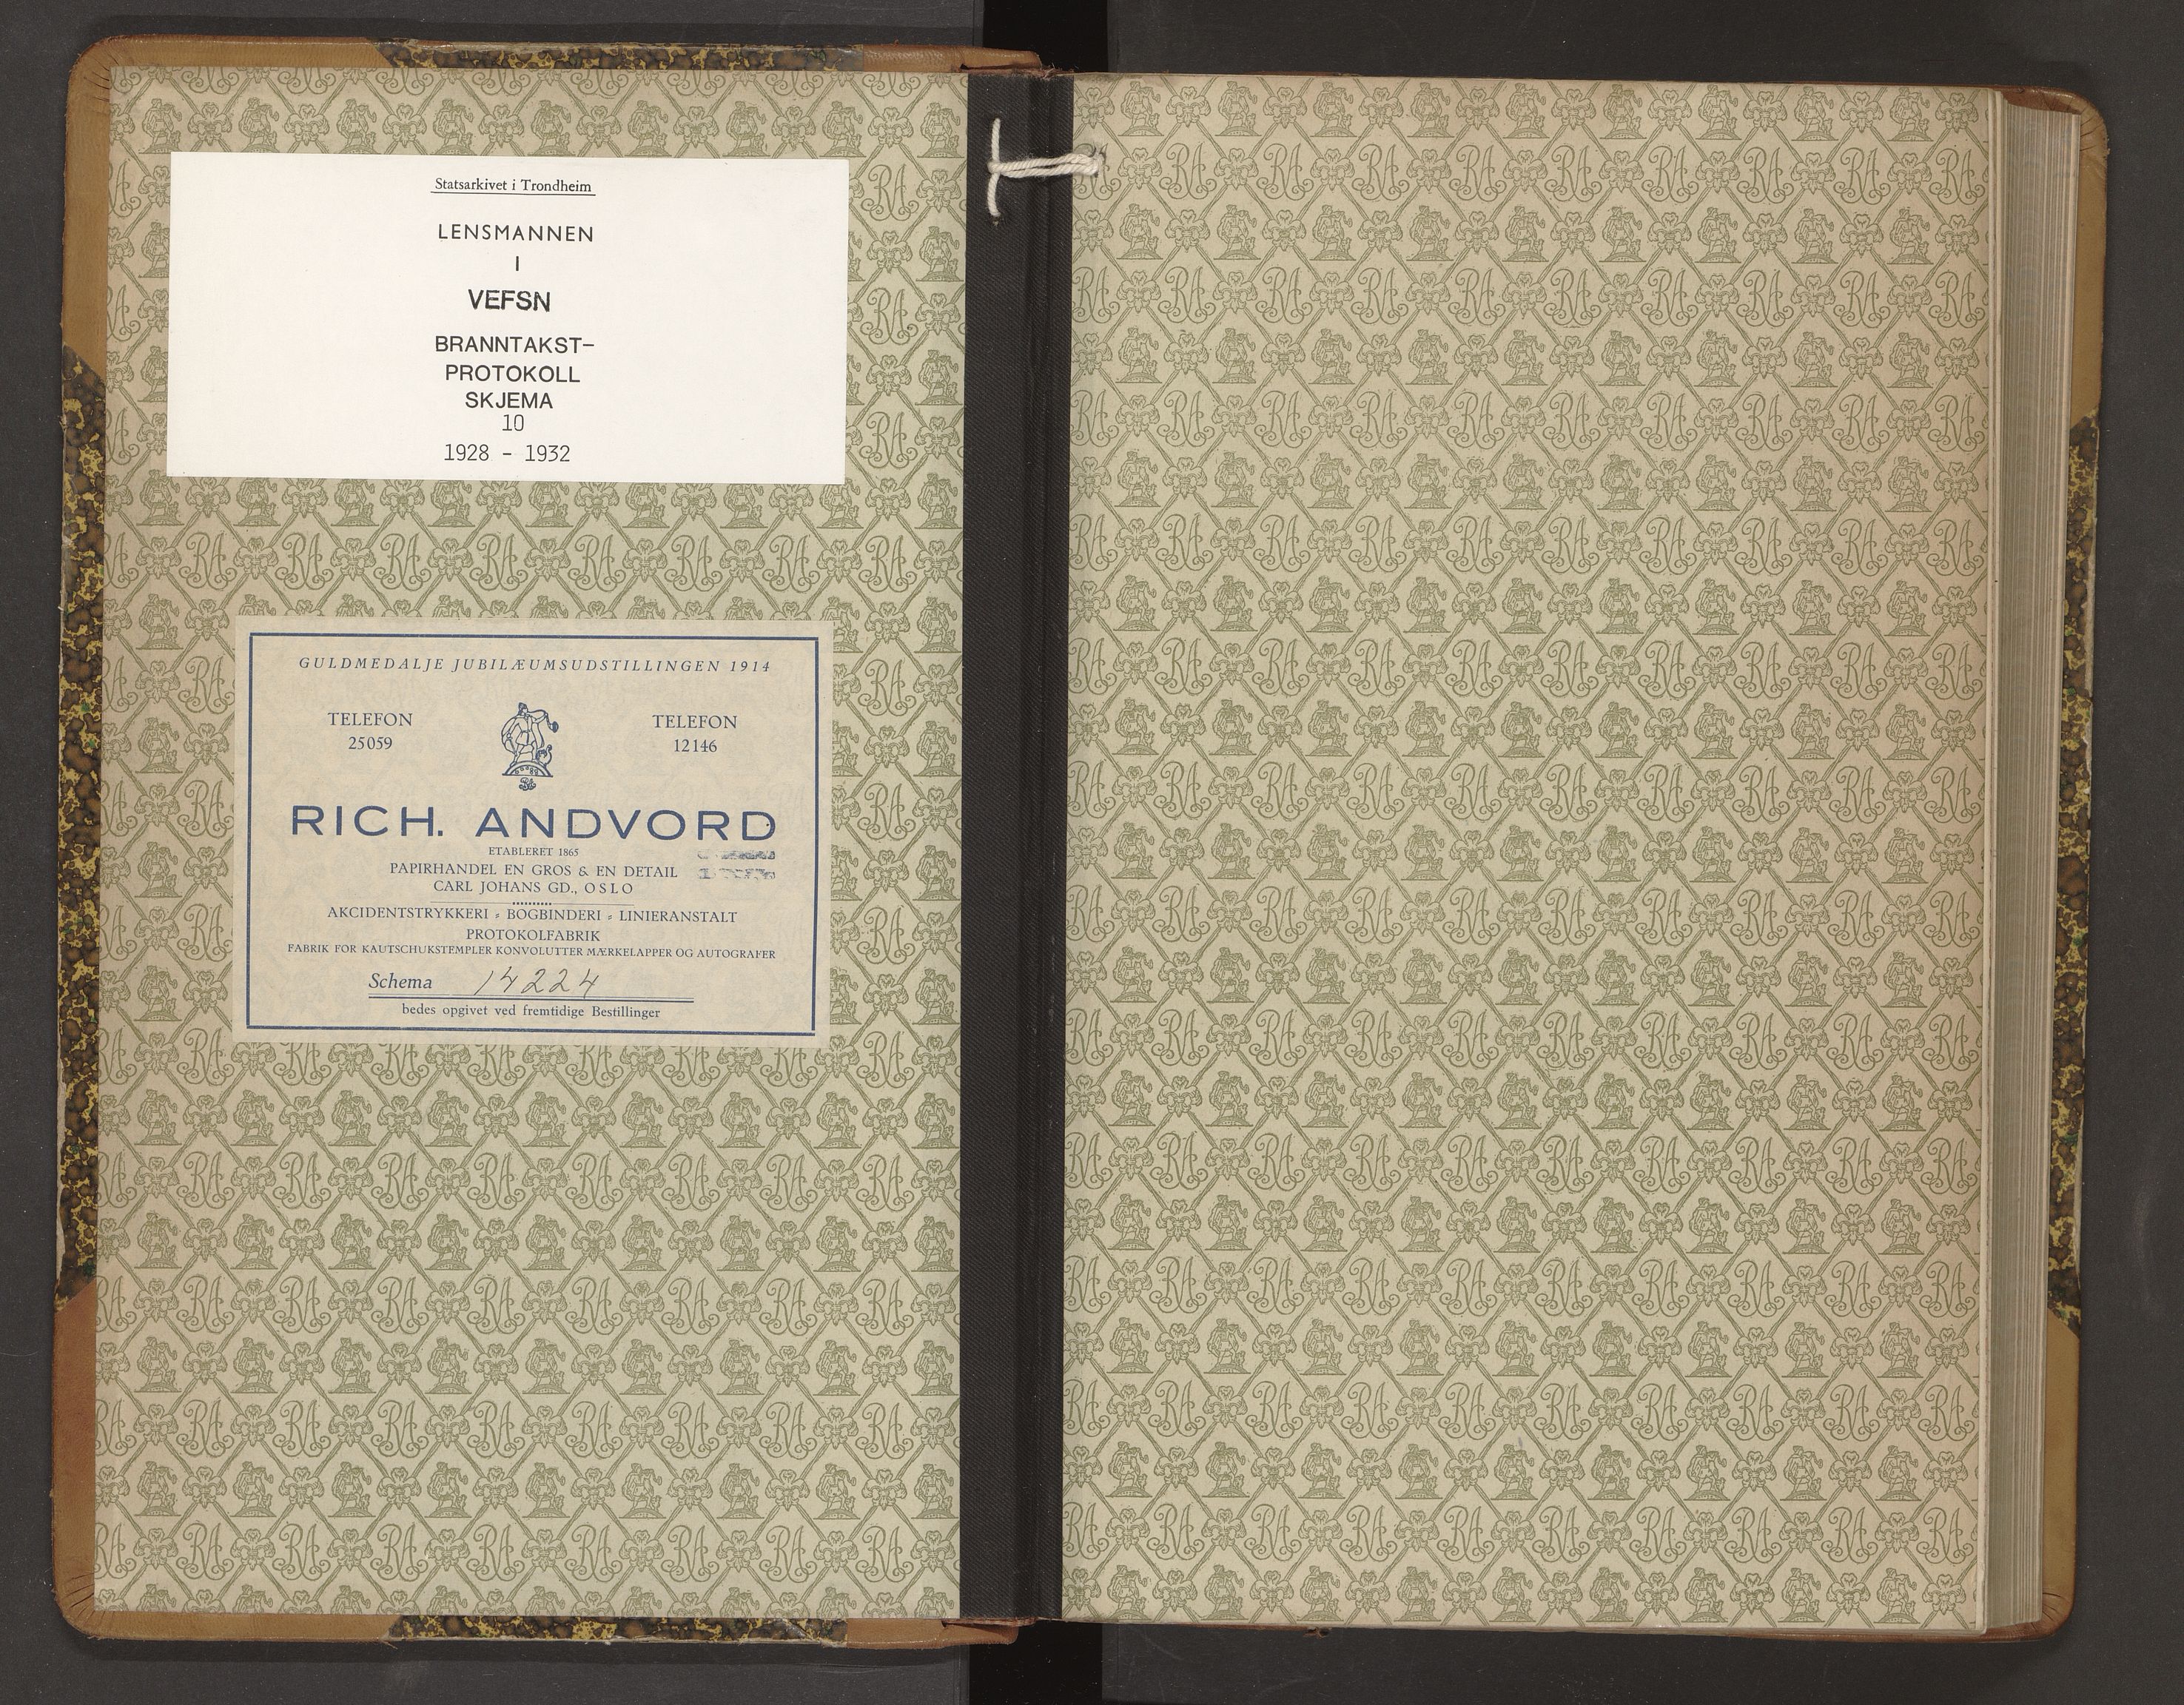 Statsarkivet i Trondheim
LENSMANNEN
I
VEFSN
BRANNTAKST-
PROTOKOLL
SKJEMA
10
1928 - 1932
GULDMEDALJE JUBILÆUMSUDSTILLINGEN 1914
TELEFON
25059
TELEFON
12146
RICH. ANDVORD
ETABLERET 1865
PAPIRHANDEL EN GROS & EN DETAIL
CARL JOHANS GD., OSLO
AKCIDENTSTRYKKERI BOGBINDERI LINIERANSTALT
PROTOKOLFABRIK
FABRIK FOR KAUTSCHUKSTEMPLER KONVOLUTTER MÆRKELAPPER OG AUTOGRAFER
Schema 14224
bedes opgivet ved fremtidige Bestillinger